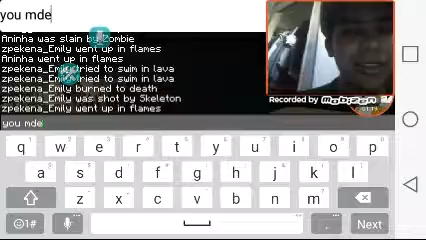 you mde
Aninha was slain by Zombie
zpekena_Emily went up in flames
Aninha went up in flames
zpekena_Emily tried to swim in lava
zpekena_Emily tried to swim in lava
zpekena_Emily burned to death
zpekena_Emily was shot by Skeleton
zpekena_Emily went up in flames
Recorded by mobizen
you mde
q w e r t y u i o p
a s d f g h j k l
z x c v b n m
1# . Next